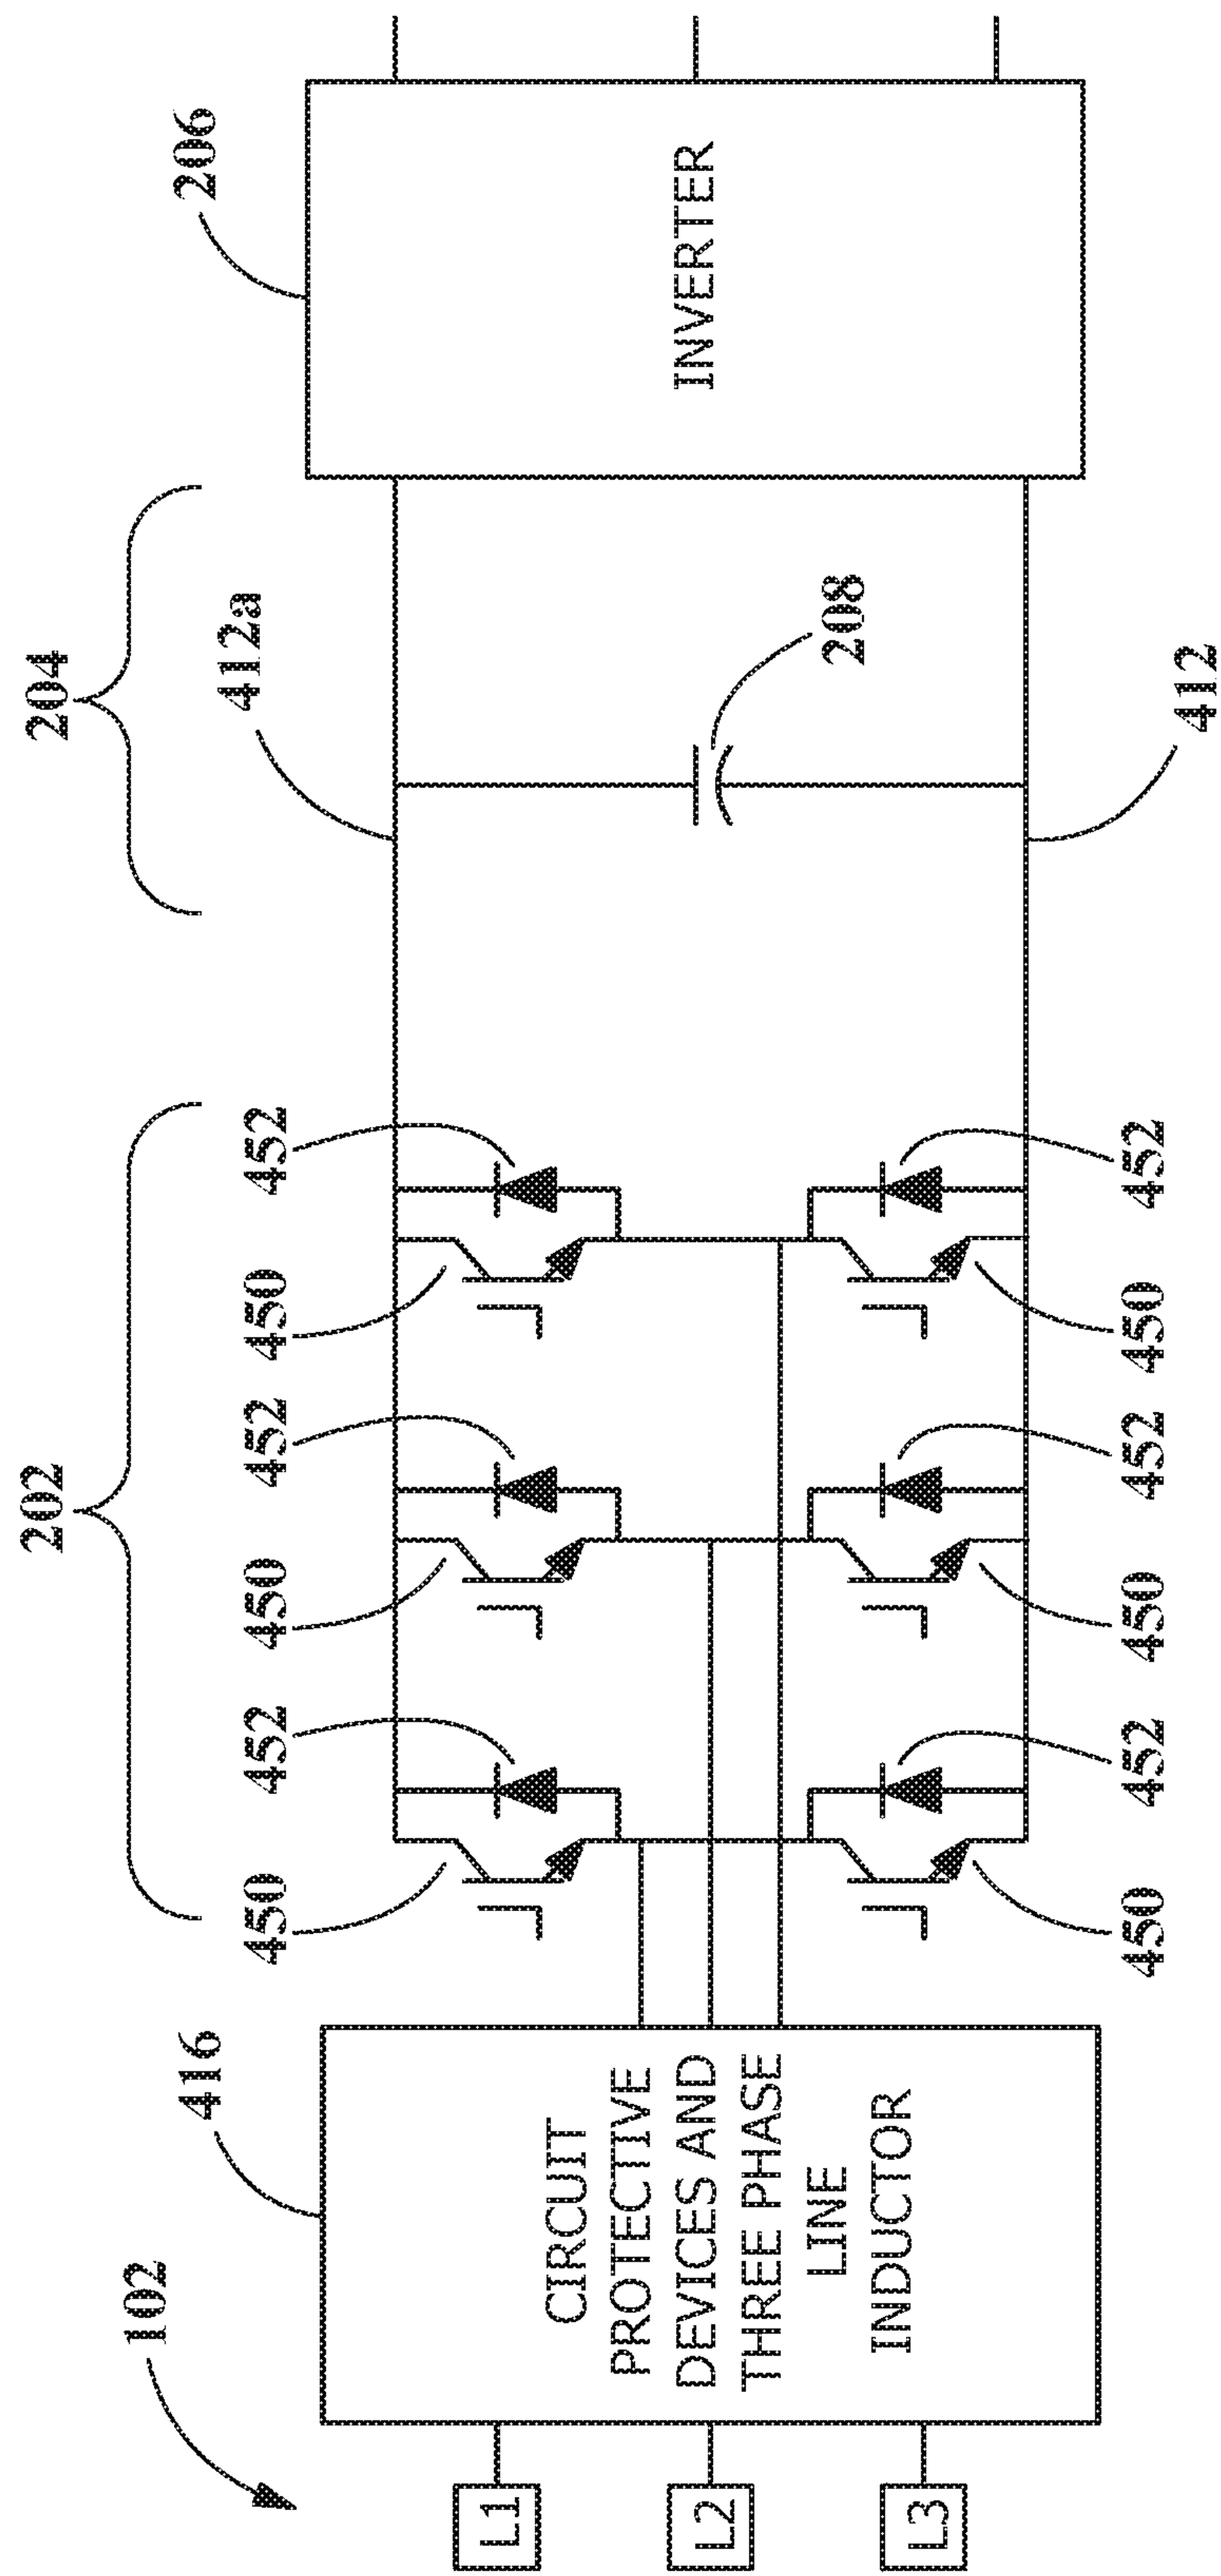 102
416
202
204
206
450
452
450
452
450
452
412a
L1
L2
L3
CIRCUIT
PROTECTIVE
DEVICES AND
THREE PHASE
LINE
INDUCTOR
208
INVERTER
450
452
450
452
450
452
412